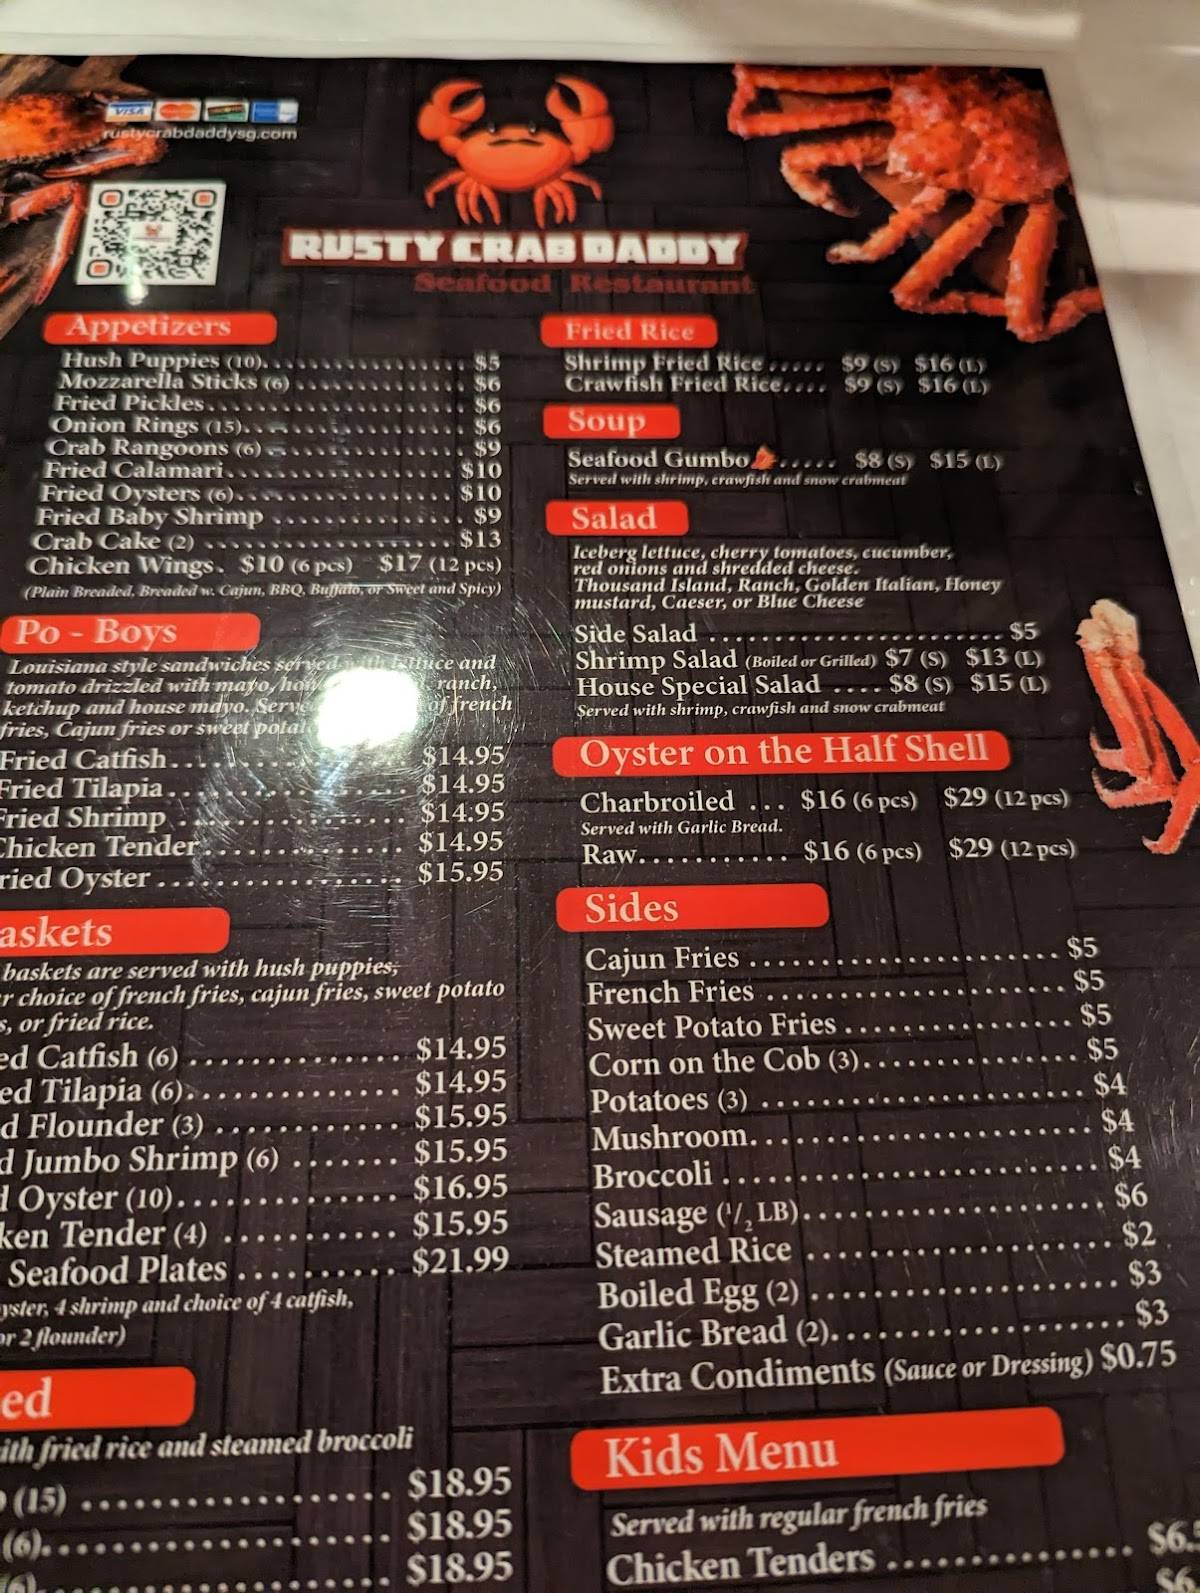 VISA
rustycrabdaddysg.com
RUSTY CRAB DADDY
Seafood Restaurant
Appetizers
Hush Puppies (10) $5
Mozzarella Sticks (6) $6
Fried Pickles $6
Onion Rings (15) $6
Crab Rangoons (6) $9
Fried Calamari $10
Fried Oysters (6) $10
Fried Baby Shrimp $9
Crab Cake (2) $13
Chicken Wings. $10 (6 pcs) $17 (12 pcs)
(Plain Breaded, Breaded w. Cajun, BBQ, Buffalo, or Sweet and Spicy)
Po - Boys
Louisiana style sandwiches served with lettuce and
tomato drizzled with mayo, ranch,
ketchup and house mayo. of french
fries, Cajun fries or sweet
Fried Catfish $14.95
Fried Tilapia $14.95
Fried Shrimp $14.95
Chicken Tender $14.95
ried Oyster $15.95
askets
baskets are served with hush puppies,
r choice of french fries, cajun fries, sweet potato
s, or fried rice.
ed Catfish (6) $14.95
ed Tilapia (6) $14.95
d Flounder (3) $15.95
d Jumbo Shrimp (6) $15.95
d Oyster (10) $16.95
ken Tender (4) $15.95
Seafood Plates $21.99
yster, 4 shrimp and choice of 4 catfish,
or 2 flounder)
ed
ith fried rice and steamed broccoli
(15) $18.95
(6) $18.95
$18.95
Fried Rice
Shrimp Fried Rice $9 (S) $16 (L)
Crawfish Fried Rice $9 (S) $16 (L)
Soup
Seafood Gumbo $8 (S) $15 (L)
Served with shrimp, crawfish and snow crabmeat
Salad
Iceberg lettuce, cherry tomatoes, cucumber,
red onions and shredded cheese.
Thousand Island, Ranch, Golden Italian, Honey
mustard, Caeser, or Blue Cheese
Side Salad $5
Shrimp Salad (Boiled or Grilled) $7 (S) $13 (L)
House Special Salad $8 (S) $15 (L)
Served with shrimp, crawfish and snow crabmeat
Oyster on the Half Shell
Charbroiled $16 (6 pcs) $29 (12 pcs)
Served with Garlic Bread.
Raw $16 (6 pcs) $29 (12 pcs)
Sides
Cajun Fries $5
French Fries $5
Sweet Potato Fries $5
Corn on the Cob (3) $5
Potatoes (3) $4
Mushroom $4
Broccoli $4
Sausage (1/2 LB) $6
Steamed Rice $2
Boiled Egg (2) $3
Garlic Bread (2) $3
Extra Condiments (Sauce or Dressing) $0.75
Kids Menu
Served with regular french fries
Chicken Tenders $6.5
$6